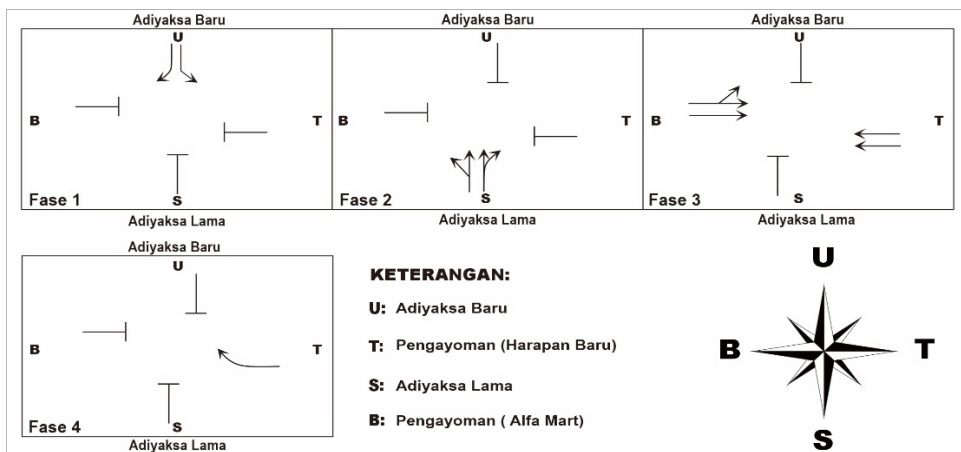 Adiyaksa Baru
U
B
T
S
Fase 1
Adiyaksa Lama
Adiyaksa Baru
U
B
T
S
Fase 2
Adiyaksa Lama
Adiyaksa Baru
U
B
T
S
Fase 3
Adiyaksa Lama
Adiyaksa Baru
U
B
T
S
Fase 4
Adiyaksa Lama
KETERANGAN:
U: Adiyaksa Baru
T: Pengayoman (Harapan Baru)
S: Adiyaksa Lama
B: Pengayoman ( Alfa Mart)
U
B
T
S